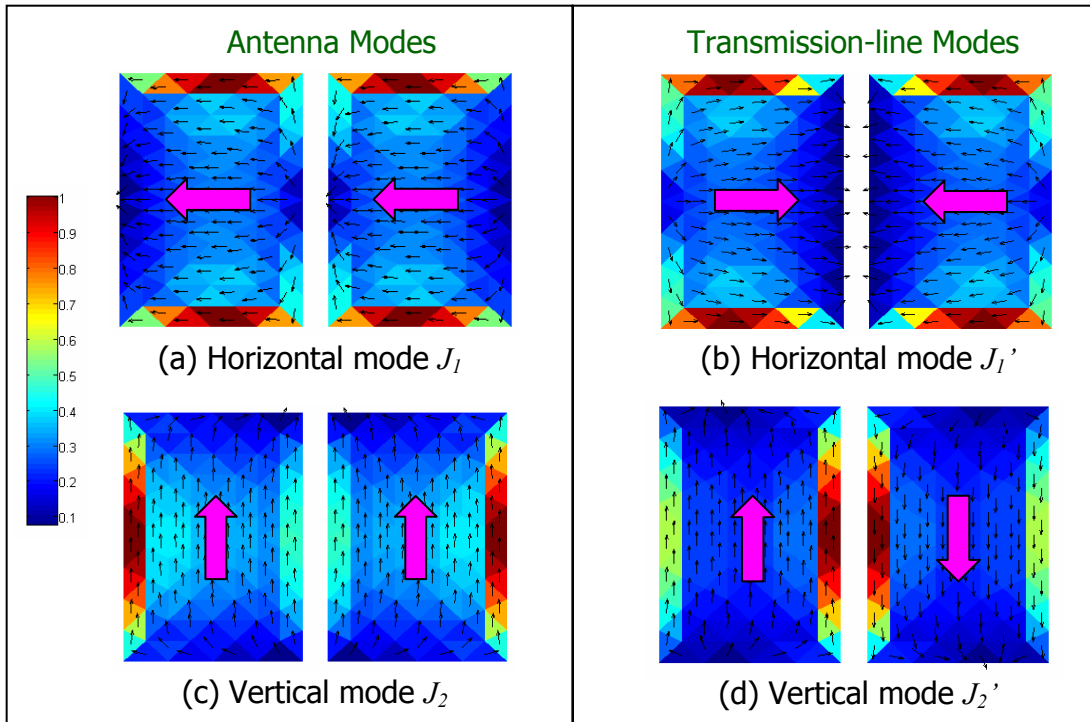 Antenna Modes
Transmission-line Modes
(a) Horizontal mode J1
(b) Horizontal mode J1’
1
0.9
0.8
0.7
0.6
0.5
0.4
0.3
0.2
0.1
(c) Vertical mode J2
(d) Vertical mode J2’